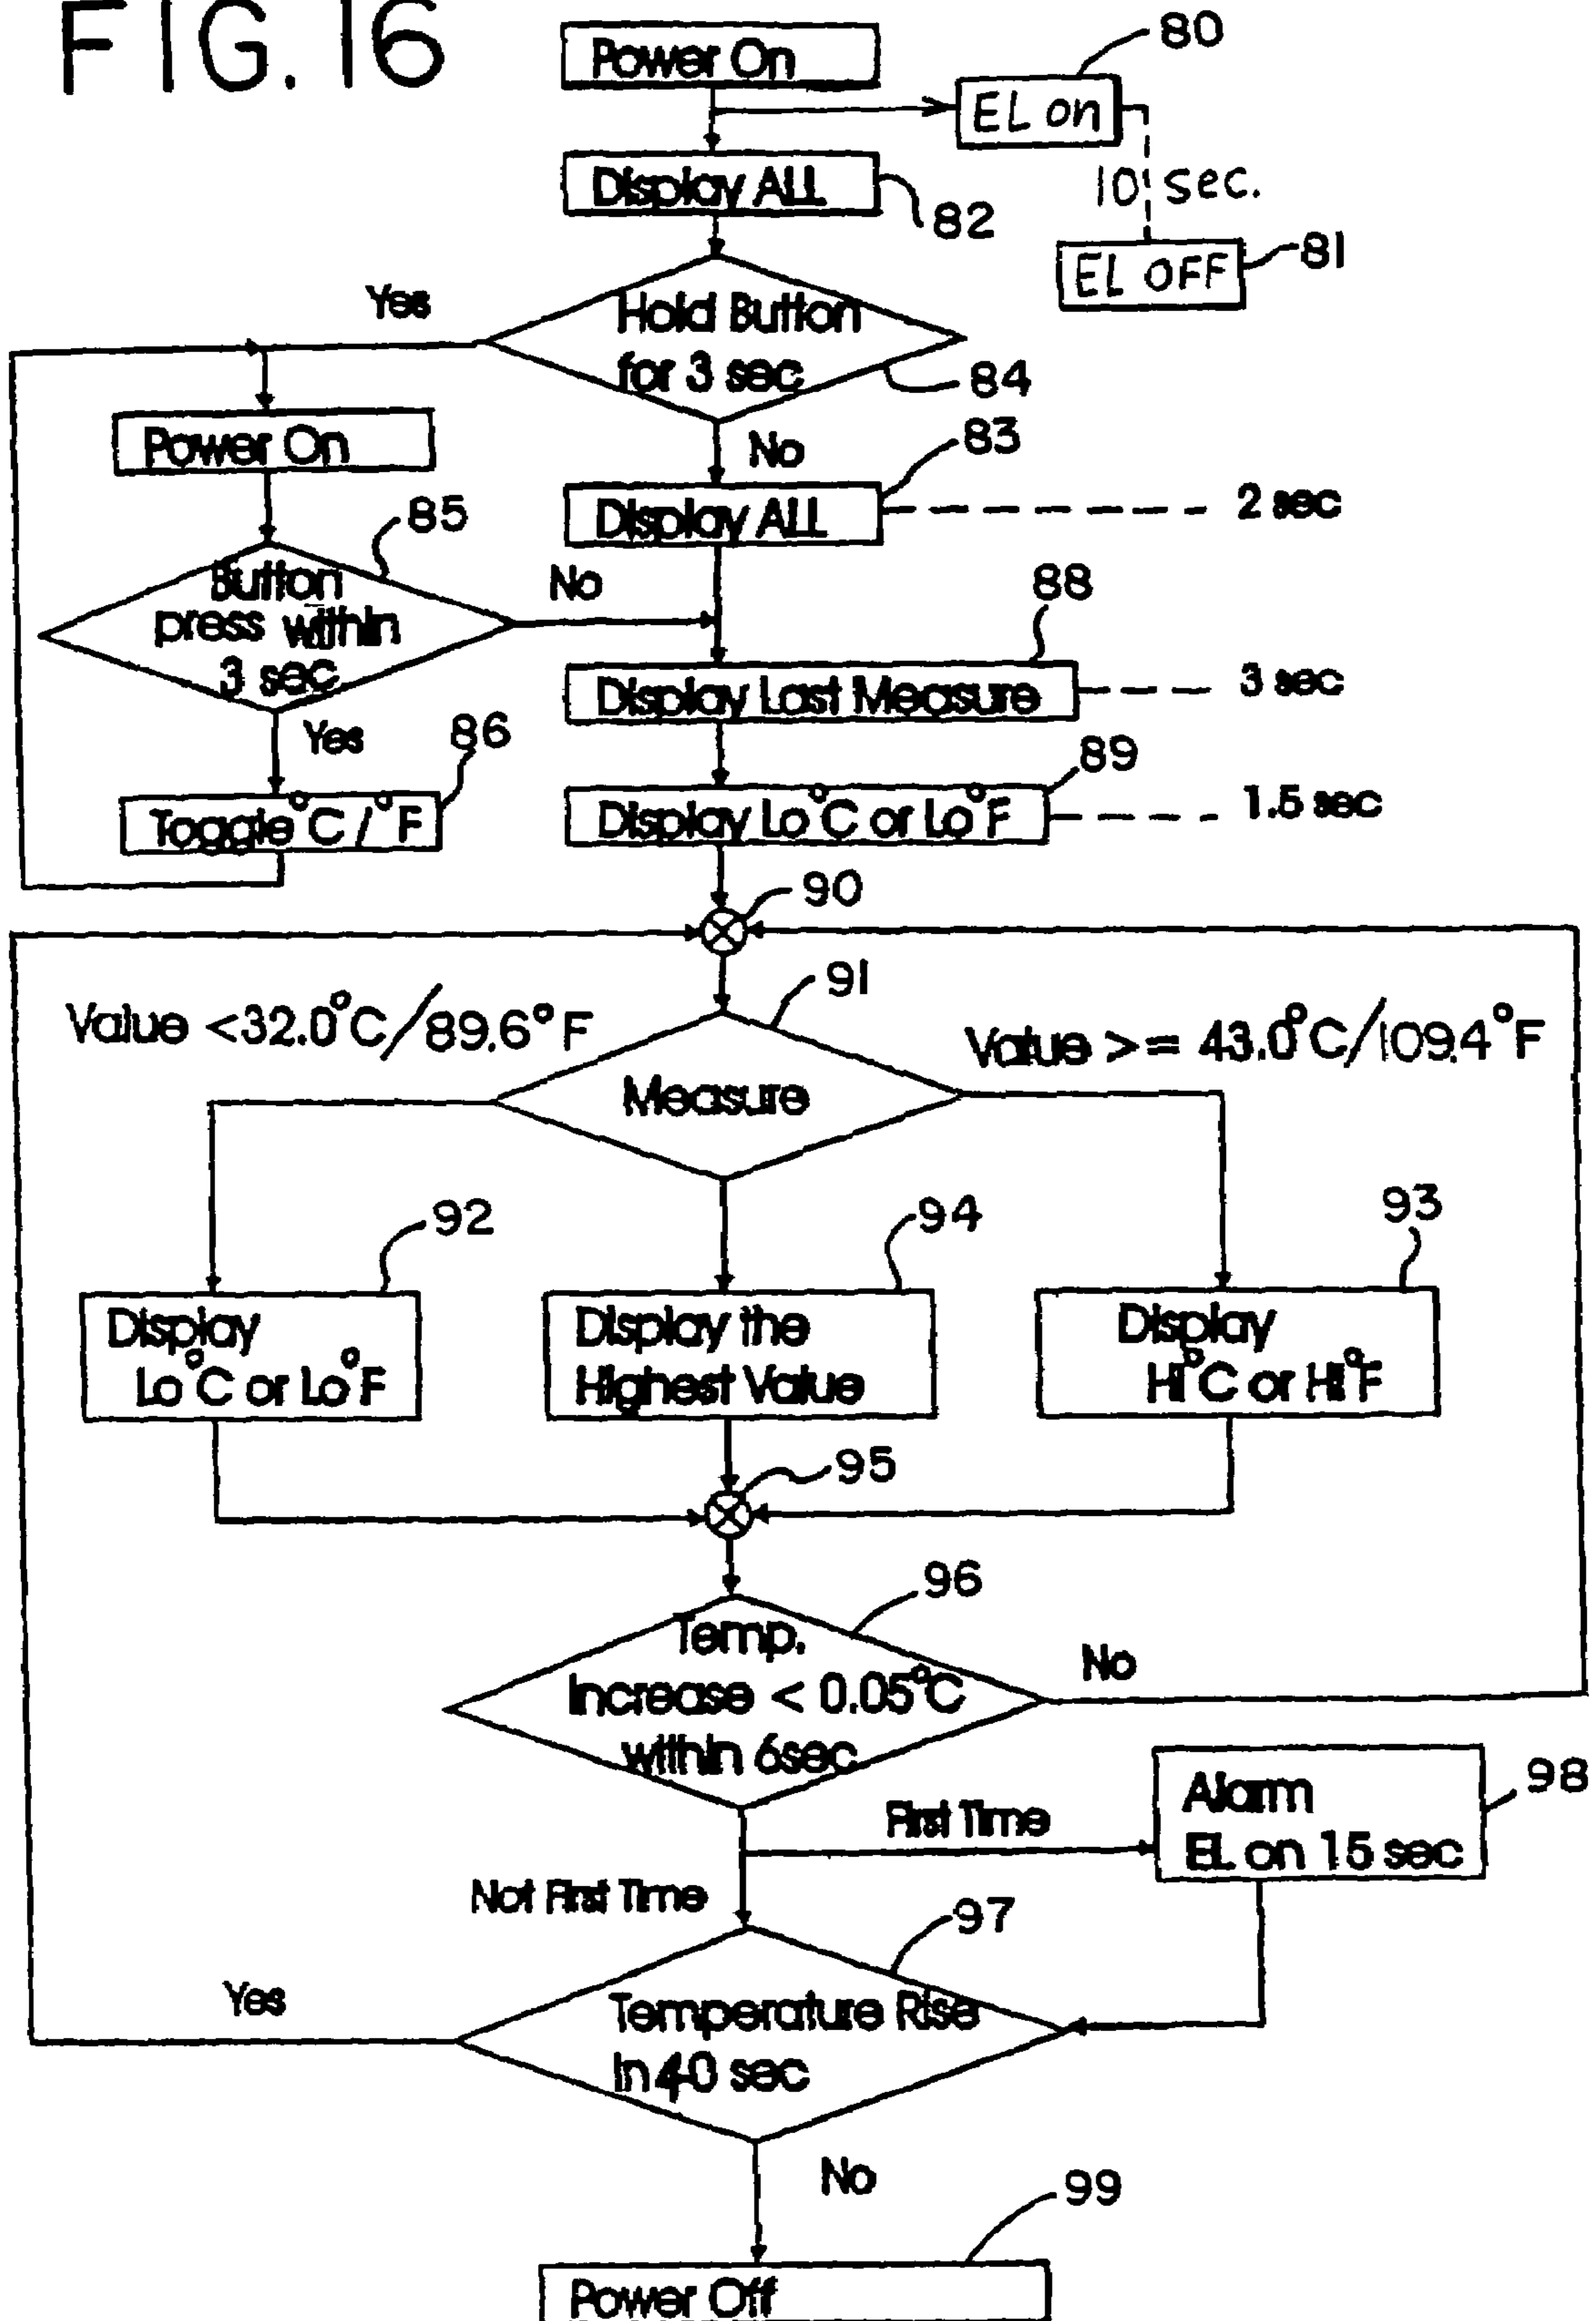 FIG. 16
Power On
80
EL on
10 sec.
Display ALL
82
81
EL OFF
Yes
Hold Button
for 3 sec
84
Power On
No
83
Display ALL
2 sec
85
Button
press within
3 sec
No
88
Display Last Measure
3 sec
Yes
86
Toggle °C / °F
89
Display Lo°C or Lo°F
1.5 sec
90
91
Value <32.0°C/89.6°F
Value >= 43.0°C/109.4°F
Measure
92
94
93
Display
Lo°C or Lo°F
Display the
Highest Value
Display
Hi°C or Hi°F
95
96
Temp.
Increase < 0.05°C
within 6sec
No
First Time
Alarm
EL on 15 sec
98
Not First Time
97
Yes
Temperature Rise
in 40 sec
No
99
Power Off